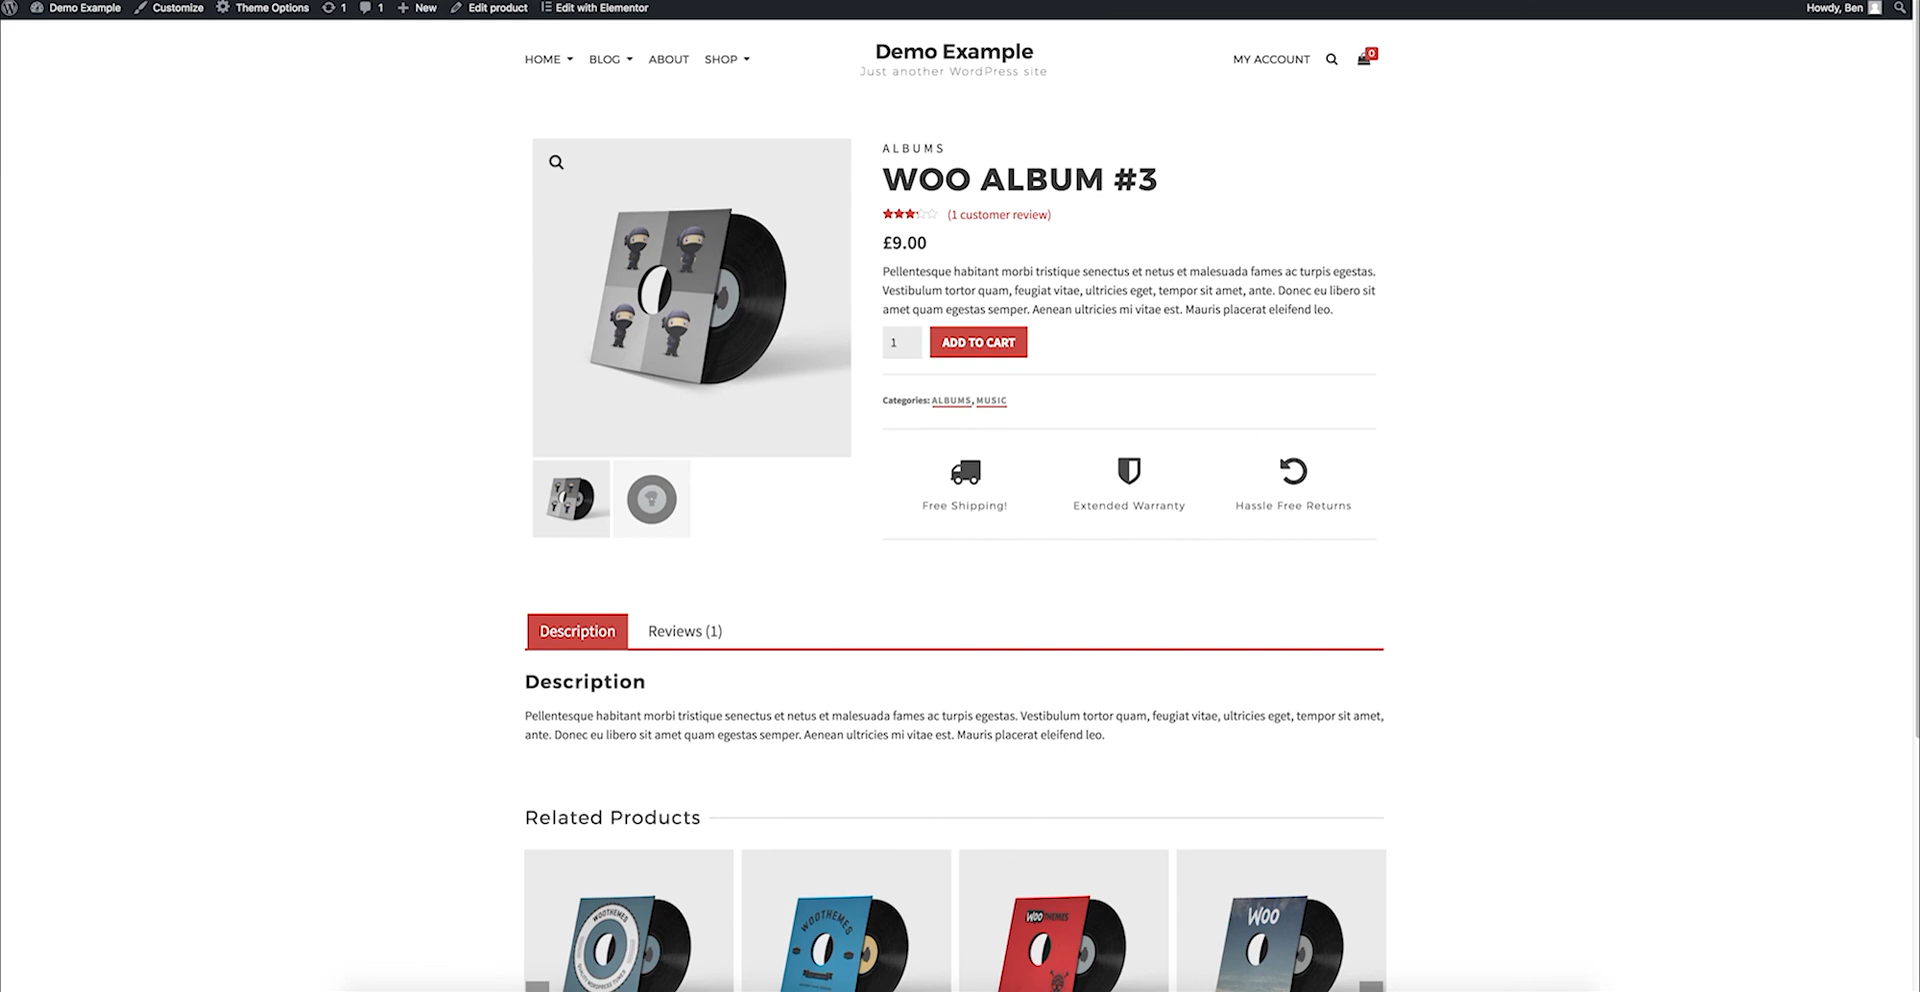 Demo Example Customize Theme Options 1 1 New Edit product Edit with Elementor Howdy, Ben
HOME BLOG ABOUT SHOP
Demo Example
Just another WordPress site
MY ACCOUNT 0
ALBUMS
WOO ALBUM #3
(1 customer review)
£9.00
Pellentesque habitant morbi tristique senectus et netus et malesuada fames ac turpis egestas.
Vestibulum tortor quam, feugiat vitae, ultricies eget, tempor sit amet, ante. Donec eu libero sit
amet quam egestas semper. Aenean ultricies mi vitae est. Mauris placerat eleifend leo.
1 ADD TO CART
Categories: ALBUMS, MUSIC
Free Shipping! Extended Warranty Hassle Free Returns
Description Reviews (1)
Description
Pellentesque habitant morbi tristique senectus et netus et malesuada fames ac turpis egestas. Vestibulum tortor quam, feugiat vitae, ultricies eget, tempor sit amet,
ante. Donec eu libero sit amet quam egestas semper. Aenean ultricies mi vitae est. Mauris placerat eleifend leo.
Related Products
WOOTHEMES
WOOTHEMES
WOOTHEMES
WOO